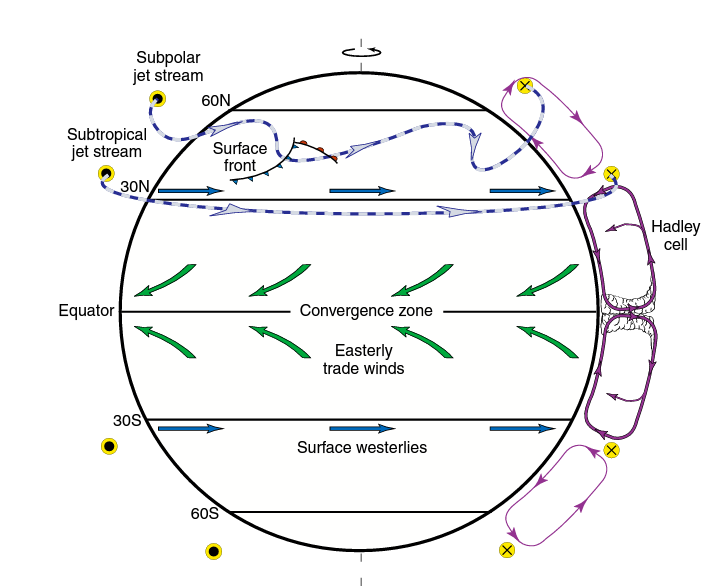 Subpolar
jet stream
60N
Subtropical
jet stream
Surface
front
30N
Hadley
cell
Equator
Convergence zone
Easterly
trade winds
30S
Surface westerlies
60S